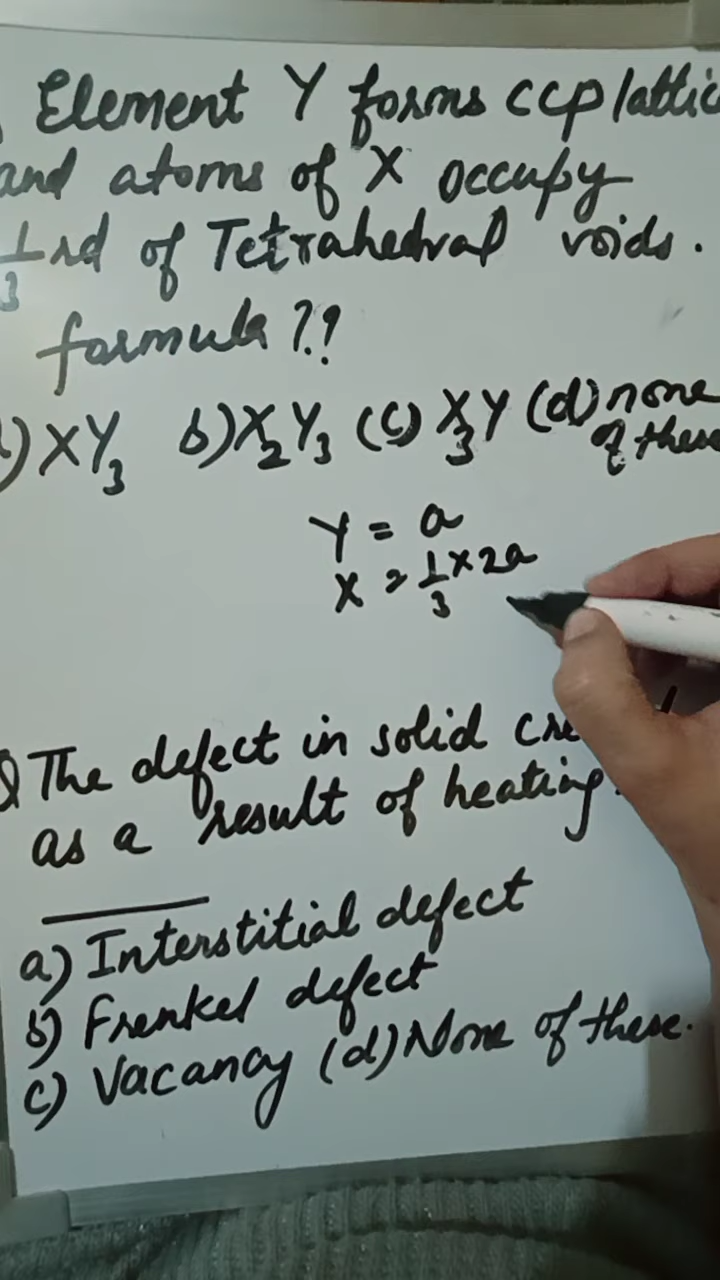 Element Y forms ccp lattic
and atoms of X occupy
1/3 rd of Tetrahedral voids.
formula ??
) XY₃ b) X₂Y₃ (c) X₃Y (d) none of these
Y = a
X = 1/3 × 2a
Q The defect in solid cre
as a result of heating.
a) Interstitial defect
b) Frenkel defect
c) Vacancy (d) None of these.